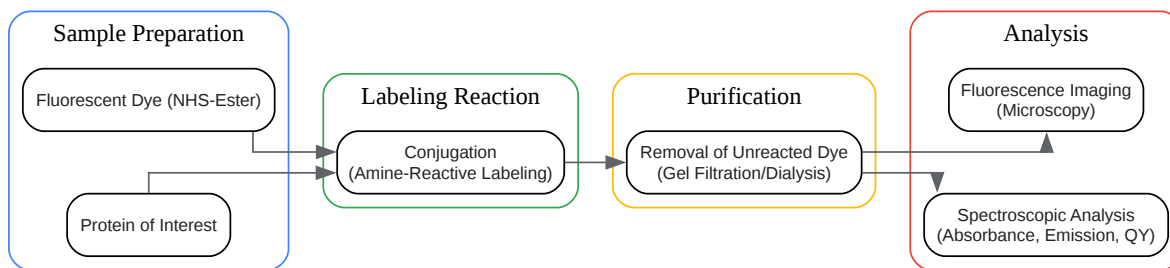 Sample Preparation
Fluorescent Dye (NHS-Ester)
Protein of Interest
Labeling Reaction
Conjugation
(Amine-Reactive Labeling)
Purification
Removal of Unreacted Dye
(Gel Filtration/Dialysis)
Analysis
Fluorescence Imaging
(Microscopy)
Spectroscopic Analysis
(Absorbance, Emission, QY)